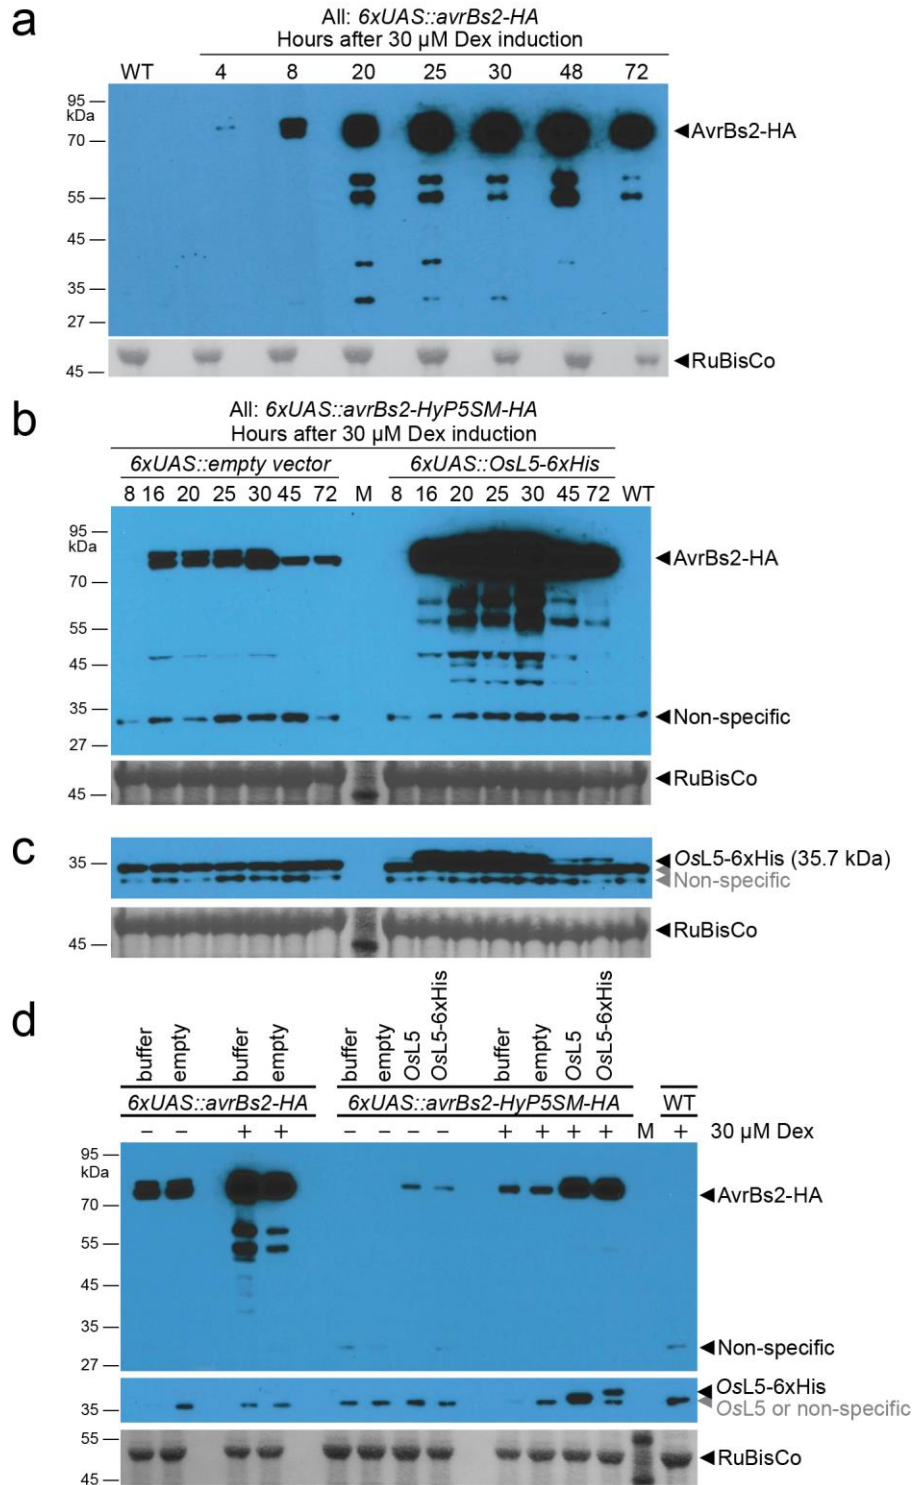 a
All: 6xUAS::avrBs2-HA
Hours after 30 µM Dex induction
WT 4 8 20 25 30 48 72
95
kDa
70
55
45
35
27
◄AvrBs2-HA
45
◄RuBisCo
b
All: 6xUAS::avrBs2-HyP5SM-HA
Hours after 30 µM Dex induction
6xUAS::empty vector 6xUAS::OsL5-6xHis
8 16 20 25 30 45 72 M 8 16 20 25 30 45 72 WT
95
kDa
70
55
45
35
27
◄AvrBs2-HA
◄Non-specific
45
◄RuBisCo
c
35
◄OsL5-6xHis (35.7 kDa)
◄Non-specific
45
◄RuBisCo
d
buffer empty buffer empty buffer empty OsL5 OsL5-6xHis buffer empty OsL5 OsL5-6xHis
6xUAS::avrBs2-HA 6xUAS::avrBs2-HyP5SM-HA WT
– – + + – – – – + + + + M + 30 µM Dex
95
kDa
70
55
45
35
27
◄AvrBs2-HA
◄Non-specific
35
◄OsL5-6xHis
◄OsL5 or non-specific
55
45
◄RuBisCo